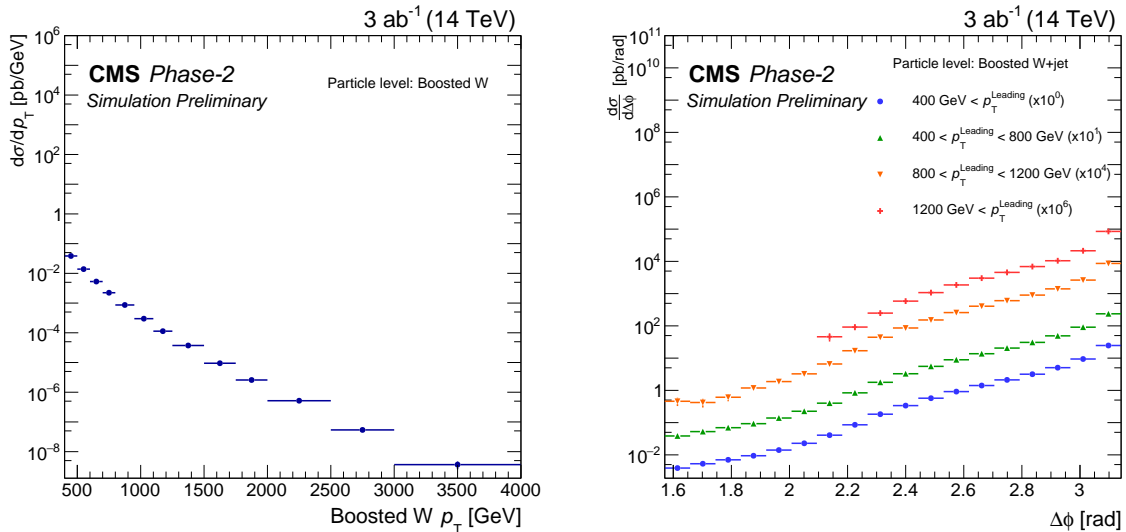 3 ab⁻¹ (14 TeV)
dσ/dp_T [pb/GeV]
10⁶
10⁴
10²
1
10⁻²
10⁻⁴
10⁻⁶
10⁻⁸
CMS Phase-2
Simulation Preliminary
Particle level: Boosted W
500 1000 1500 2000 2500 3000 3500 4000
Boosted W p_T [GeV]
3 ab⁻¹ (14 TeV)
dσ/dΔϕ [pb/rad]
10¹¹
10¹⁰
10⁸
10⁶
10⁴
10²
1
10⁻²
CMS Phase-2
Simulation Preliminary
Particle level: Boosted W+jet
400 GeV < p_T^Leading (x10⁰)
400 < p_T^Leading < 800 GeV (x10¹)
800 < p_T^Leading < 1200 GeV (x10⁴)
1200 GeV < p_T^Leading (x10⁶)
1.6 1.8 2 2.2 2.4 2.6 2.8 3
Δϕ [rad]